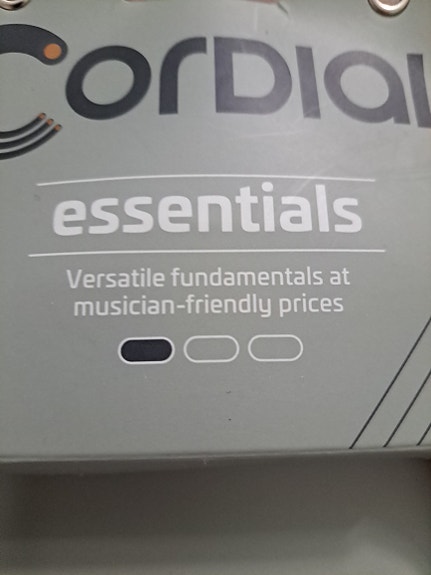 CorDIal
essentials
Versatile fundamentals at
musician-friendly prices